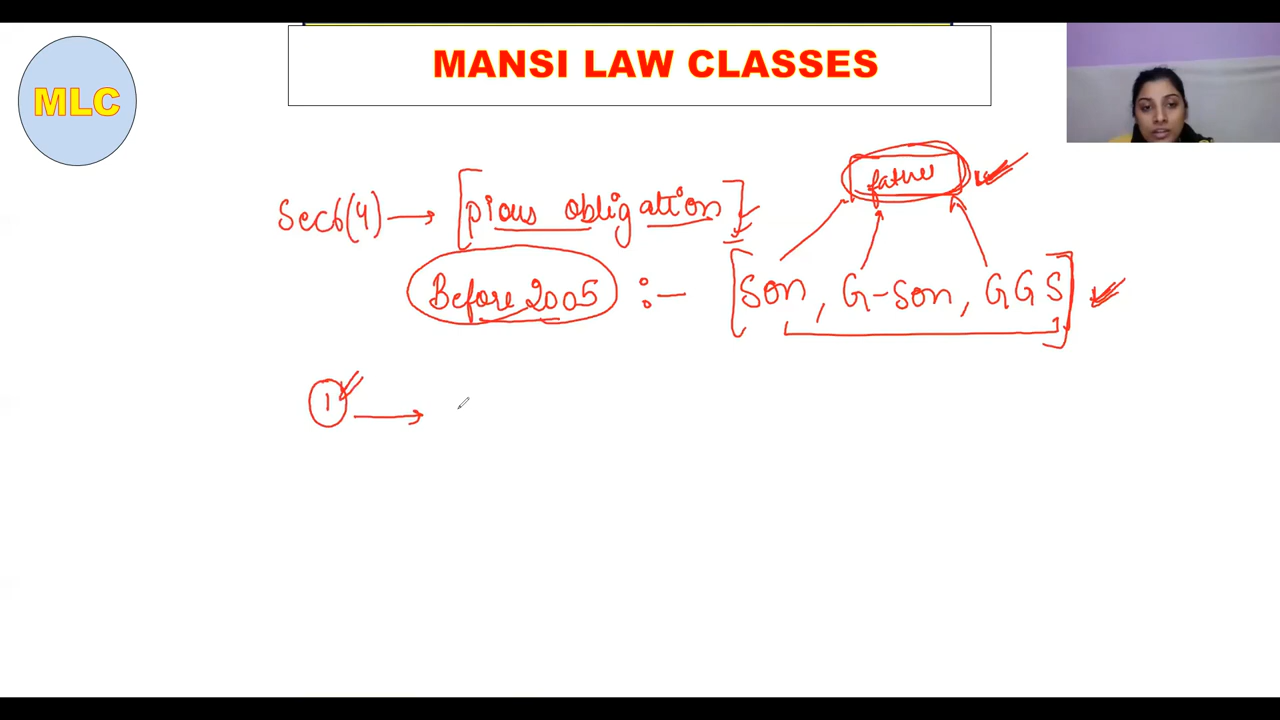 MANSI LAW CLASSES
MLC
father
Sec6(4) → [pious obligation]
Before 2005 :- [Son, G-Son, GGS]
1 →